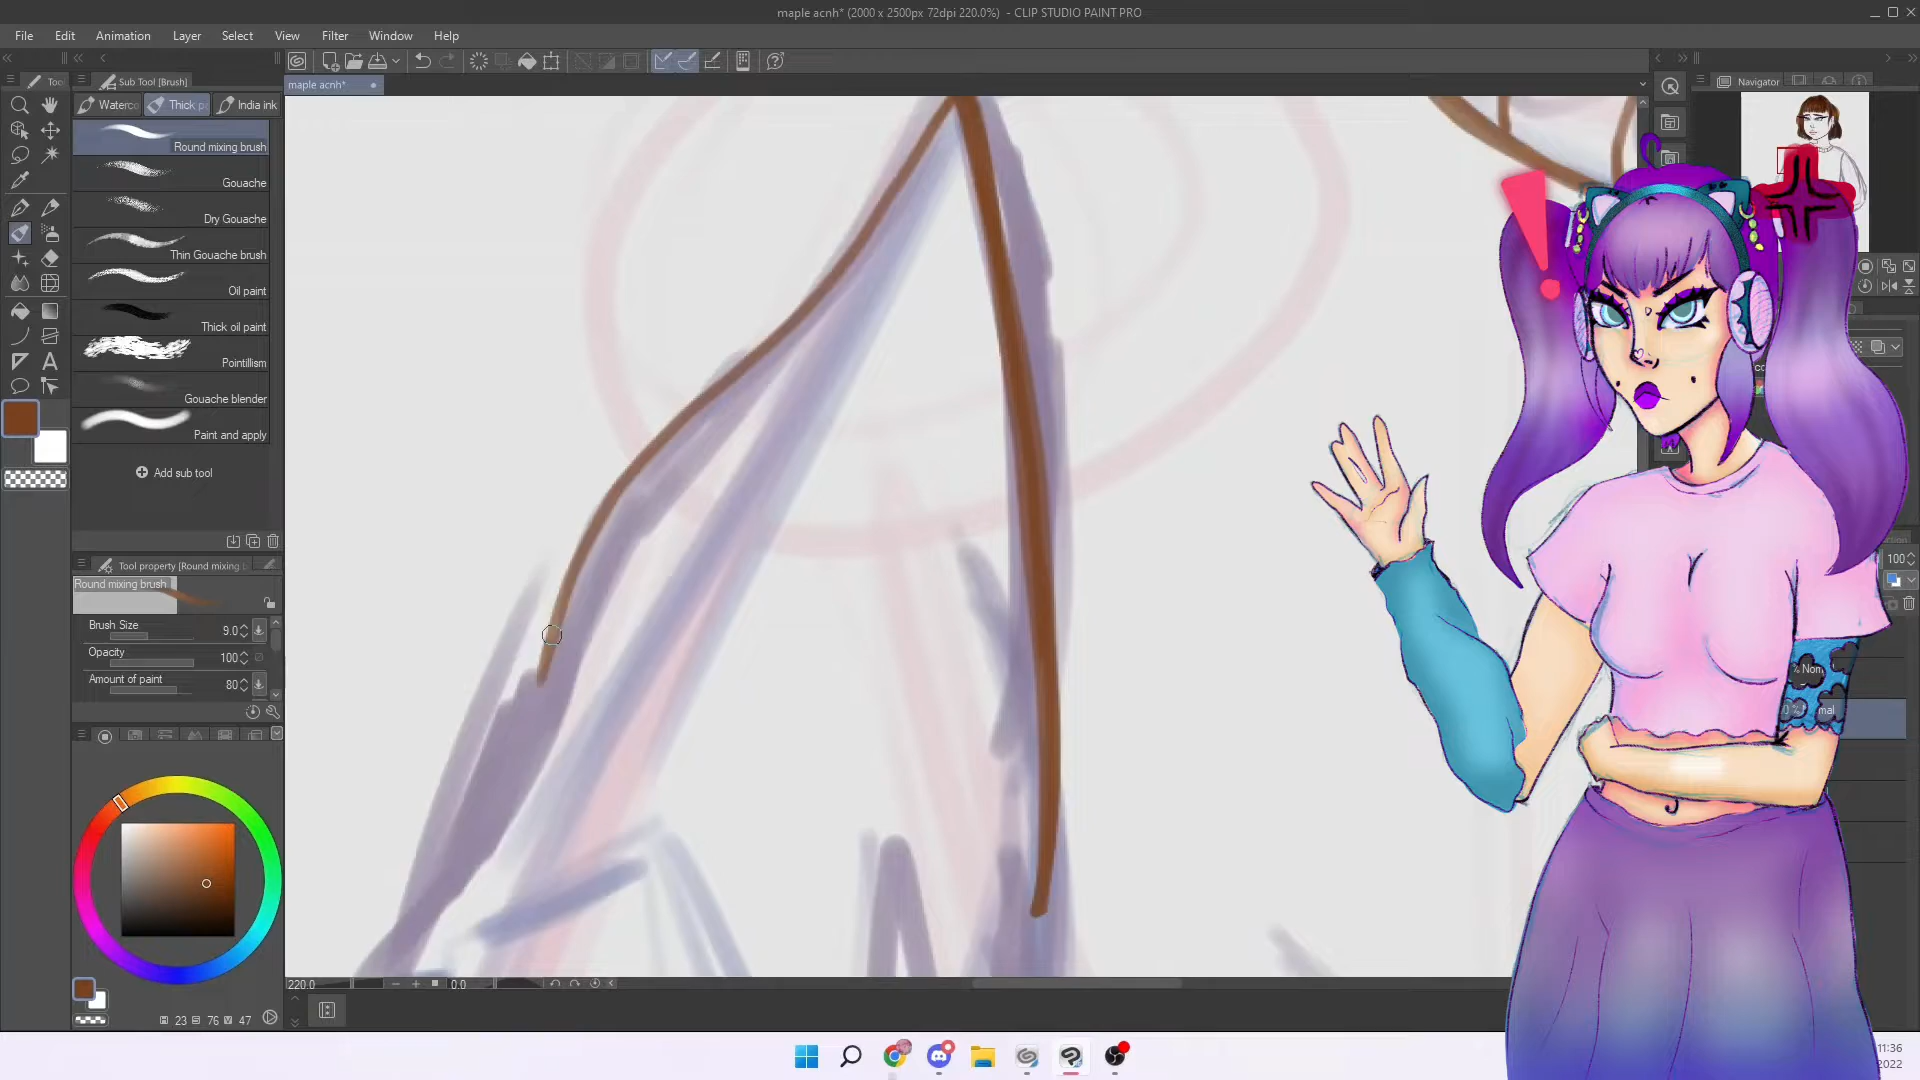 maple acnh* (2000 x 2500px 72dpi 220.0%) - CLIP STUDIO PAINT PRO
File Edit Animation Layer Select View Filter Window Help
Sub Tool [Brush]
Navigator
maple acnh*
Thick
India ink
Round mixing brush
Gouache
Dry Gouache
Thin Gouache brush
Oil paint
Thick oil paint
Pointillism
Gouache blender
Paint and apply
Add sub tool
Tool property [Round mixing
Round mixing brush
Brush Size 9.0
Opacity 100
Amount of paint 80
100
220.0 0.0
23 76 47
11:36
2022